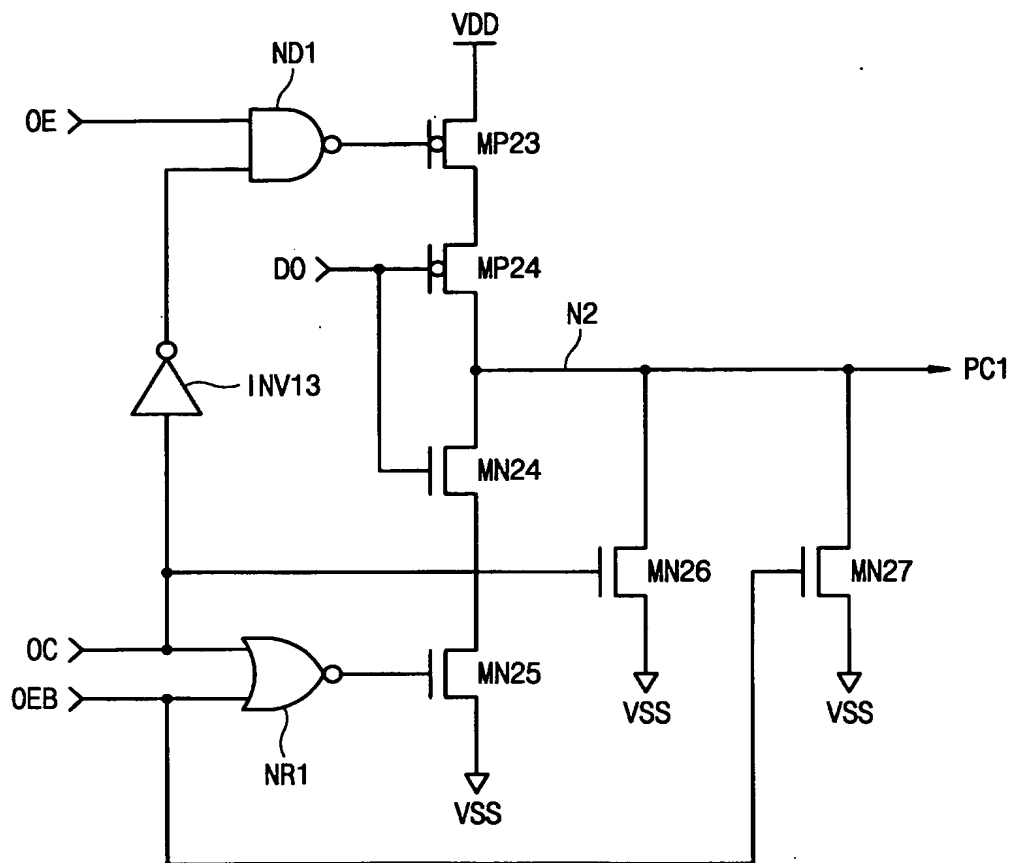 VDD
ND1
OE
MP23
DO
MP24
N2
INV13
PC1
MN24
MN26
MN27
OC
OEB
MN25
VSS
VSS
NR1
VSS